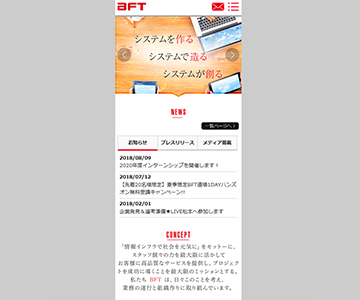 BFT
システムを作る
システムで造る
システムが創る
NEWS
一覧ページへ
お知らせ プレスリリース メディア掲載
2018/08/09
2020年度インターンシップを開催します！
2018/07/12
【先着20名様限定】夏季限定BFT道場1DAYハンズ
オン無料受講キャンペーン!!
2018/02/01
企業発見＆選考準備★LIVE松本へ参加します
CONCEPT
「情報インフラで社会を元気に」をモットーに、
スタッフ個々の力を最大限に活かして
お客様に高品質なサービスを提供し、プロジェクト
を成功に導くことを最大限のミッションとする。
私たち BFT は、日々このことを考え、
業務の遂行と組織作りに取り組んでいます。